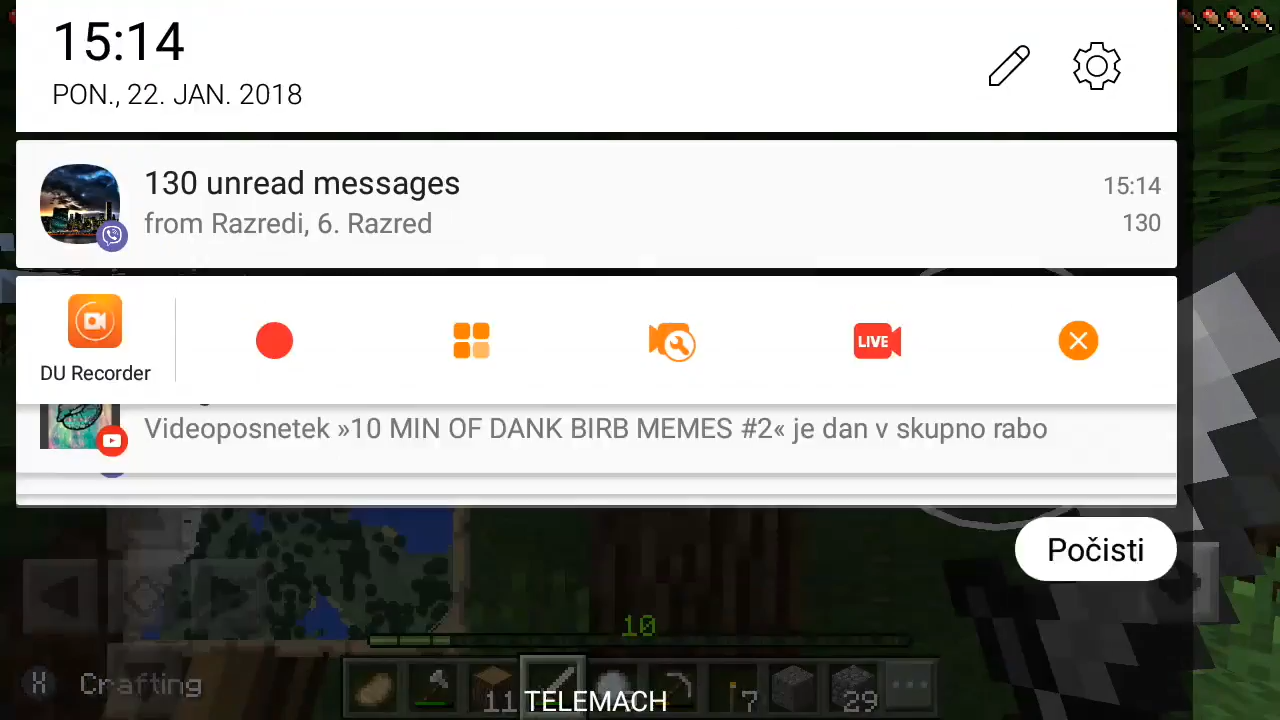 15:14
PON., 22. JAN. 2018
130 unread messages
15:14
from Razredi, 6. Razred
130
LIVE
DU Recorder
Videoposnetek »10 MIN OF DANK BIRB MEMES #2« je dan v skupno rabo
Počisti
10
X Crafting
11
7
29
TELEMACH